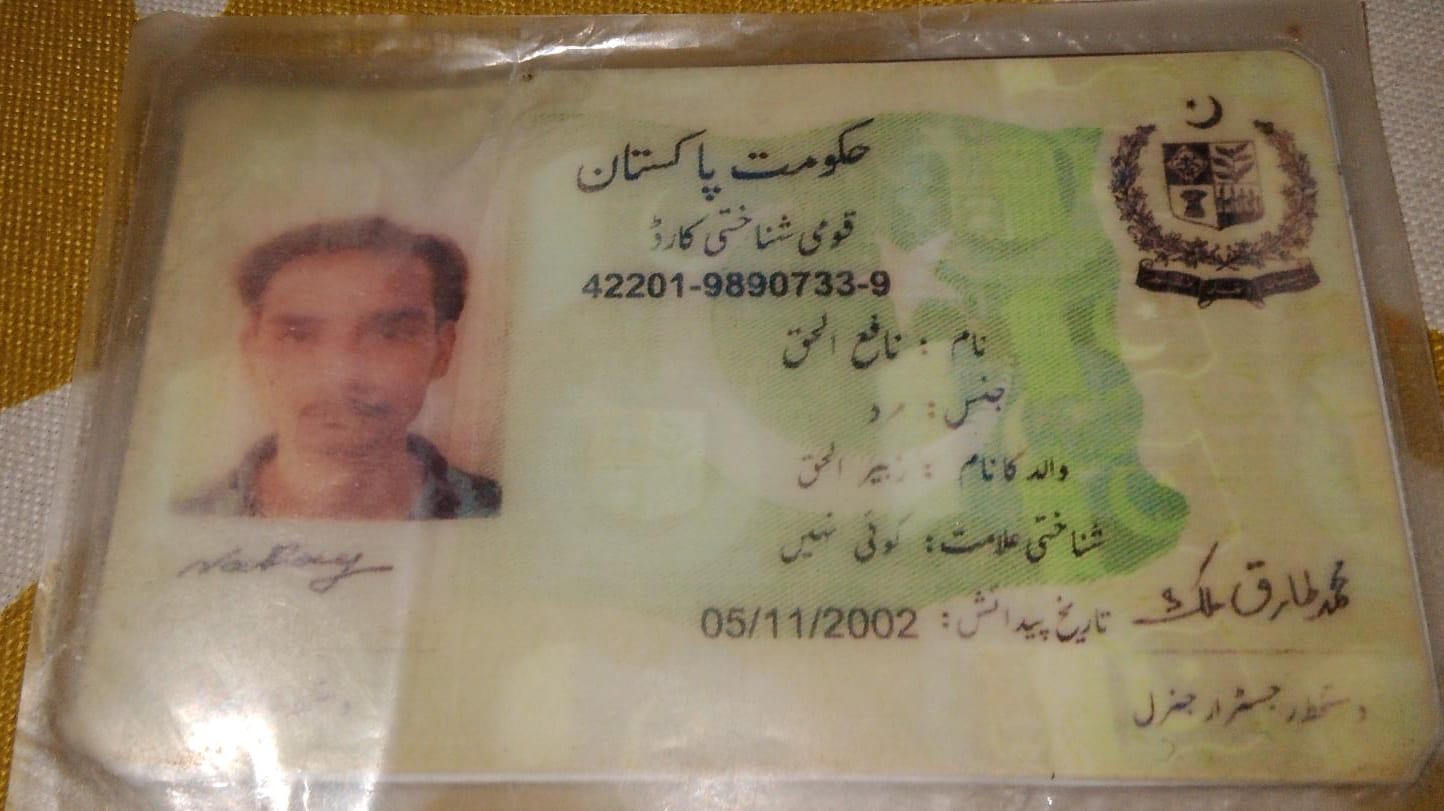 حکومت پاکستان
قومی شناختی کارڈ
42201-9890733-9
نام : نافع الحق
جنس : مرد
والد کا نام : زبیر الحق
شناختی علامت : کوئی نہیں
تاریخ پیدائش : 05/11/2002
محمد طارق ملک
دستخط رجسٹرار جنرل